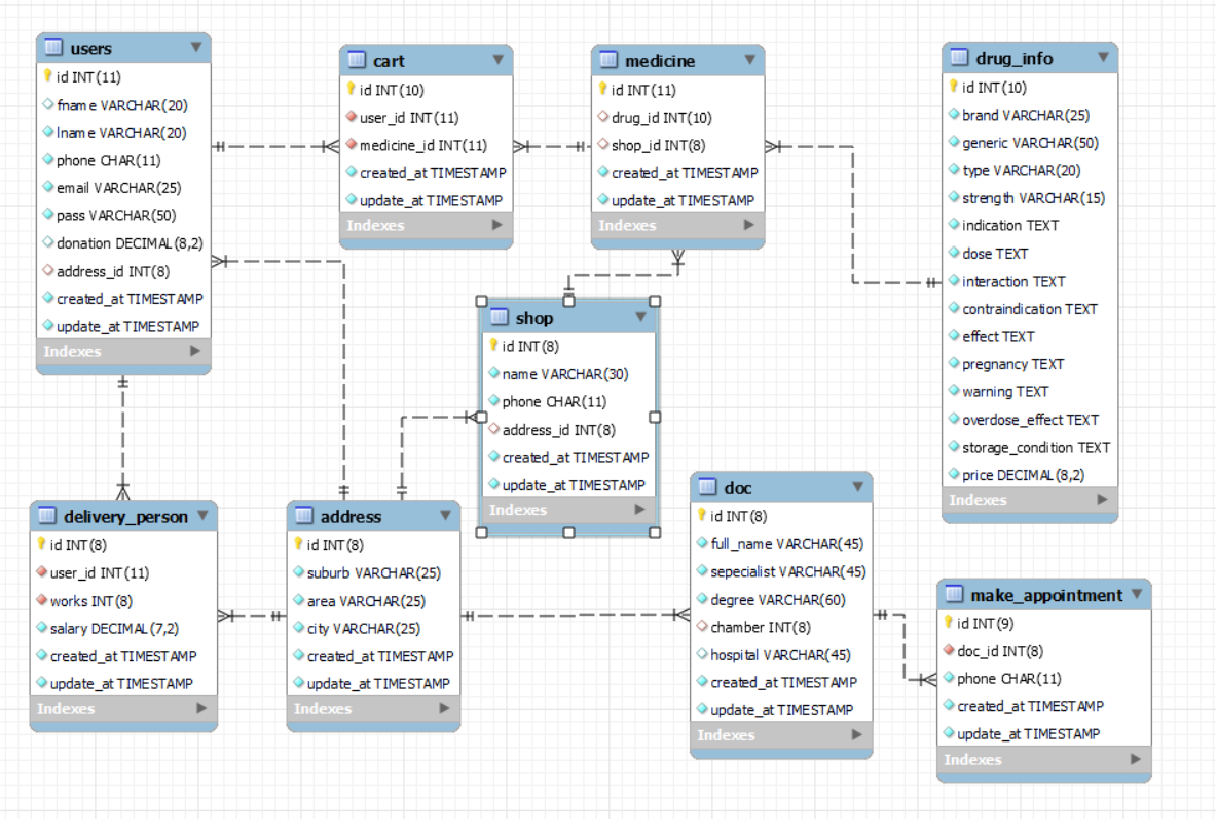 users
id INT(11)
fname VARCHAR(20)
lname VARCHAR(20)
phone CHAR(11)
email VARCHAR(25)
pass VARCHAR(50)
donation DECIMAL(8,2)
address_id INT(8)
created_at TIMESTAMP
update_at TIMESTAMP
Indexes
cart
id INT(10)
user_id INT(11)
medicine_id INT(11)
created_at TIMESTAMP
update_at TIMESTAMP
Indexes
medicine
id INT(11)
drug_id INT(10)
shop_id INT(8)
created_at TIMESTAMP
update_at TIMESTAMP
Indexes
drug_info
id INT(10)
brand VARCHAR(25)
generic VARCHAR(50)
type VARCHAR(20)
strength VARCHAR(15)
indication TEXT
dose TEXT
interaction TEXT
contraindication TEXT
effect TEXT
pregnancy TEXT
warning TEXT
overdose_effect TEXT
storage_condition TEXT
price DECIMAL(8,2)
Indexes
shop
id INT(8)
name VARCHAR(30)
phone CHAR(11)
address_id INT(8)
created_at TIMESTAMP
update_at TIMESTAMP
Indexes
delivery_person
id INT(8)
user_id INT(11)
works INT(8)
salary DECIMAL(7,2)
created_at TIMESTAMP
update_at TIMESTAMP
Indexes
address
id INT(8)
suburb VARCHAR(25)
area VARCHAR(25)
city VARCHAR(25)
created_at TIMESTAMP
update_at TIMESTAMP
Indexes
doc
id INT(8)
full_name VARCHAR(45)
sepecialist VARCHAR(45)
degree VARCHAR(60)
chamber INT(8)
hospital VARCHAR(45)
created_at TIMESTAMP
update_at TIMESTAMP
Indexes
make_appointment
id INT(9)
doc_id INT(8)
phone CHAR(11)
created_at TIMESTAMP
update_at TIMESTAMP
Indexes